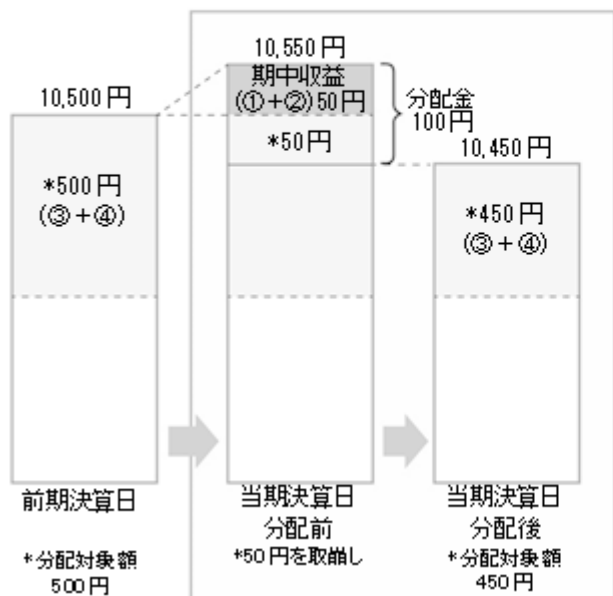 10,550円
期中収益
(①+②)50円
分配金
100円
10,500円
*50円
10,450円
*500円
(③+④)
*450円
(③+④)
前期決算日
当期決算日
分配前
当期決算日
分配後
*分配対象額
500円
*50円を取崩し
*分配対象額
450円